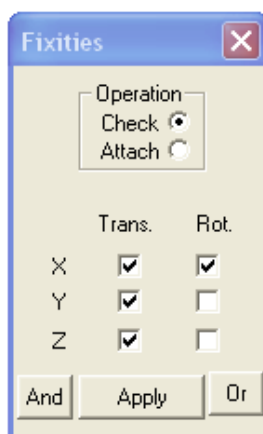 Fixities
Operation
Check
Attach
Trans. Rot.
X
Y
Z
And Apply Or